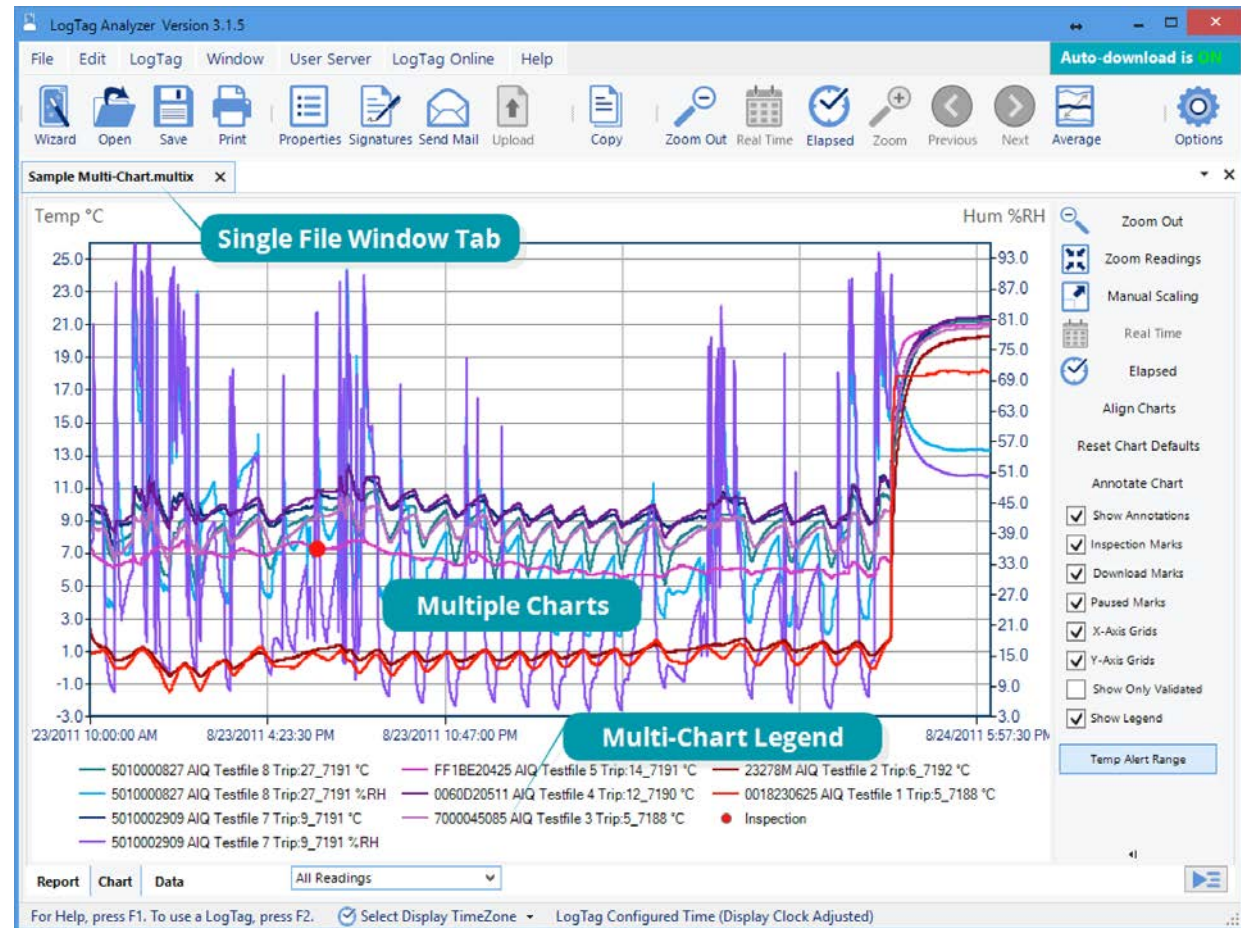 LogTag Analyzer Version 3.1.5
File Edit LogTag Window User Server LogTag Online Help
Auto-download is ON
Wizard Open Save Print Properties Signatures Send Mail Upload Copy Zoom Out Real Time Elapsed Zoom Previous Next Average Options
Sample Multi-Chart.multix
Temp °C
Hum %RH
Single File Window Tab
25.0
23.0
21.0
19.0
17.0
15.0
13.0
11.0
9.0
7.0
5.0
3.0
1.0
-1.0
-3.0
93.0
87.0
81.0
75.0
69.0
63.0
57.0
51.0
45.0
39.0
33.0
27.0
21.0
15.0
9.0
3.0
Multiple Charts
Multi-Chart Legend
'23/2011 10:00:00 AM 8/23/2011 4:23:30 PM 8/23/2011 10:47:00 PM 8/24/2011 5:57:30 PM
5010000827 AIQ Testfile 8 Trip:27_7191 °C
5010000827 AIQ Testfile 8 Trip:27_7191 %RH
5010002909 AIQ Testfile 7 Trip:9_7191 °C
5010002909 AIQ Testfile 7 Trip:9_7191 %RH
FF1BE20425 AIQ Testfile 5 Trip:14_7191 °C
0060D20511 AIQ Testfile 4 Trip:12_7190 °C
7000045085 AIQ Testfile 3 Trip:5_7188 °C
23278M AIQ Testfile 2 Trip:6_7192 °C
0018230625 AIQ Testfile 1 Trip:5_7188 °C
Inspection
Zoom Out
Zoom Readings
Manual Scaling
Real Time
Elapsed
Align Charts
Reset Chart Defaults
Annotate Chart
Show Annotations
Inspection Marks
Download Marks
Paused Marks
X-Axis Grids
Y-Axis Grids
Show Only Validated
Show Legend
Temp Alert Range
Report Chart Data
All Readings
For Help, press F1. To use a LogTag, press F2. Select Display TimeZone LogTag Configured Time (Display Clock Adjusted)